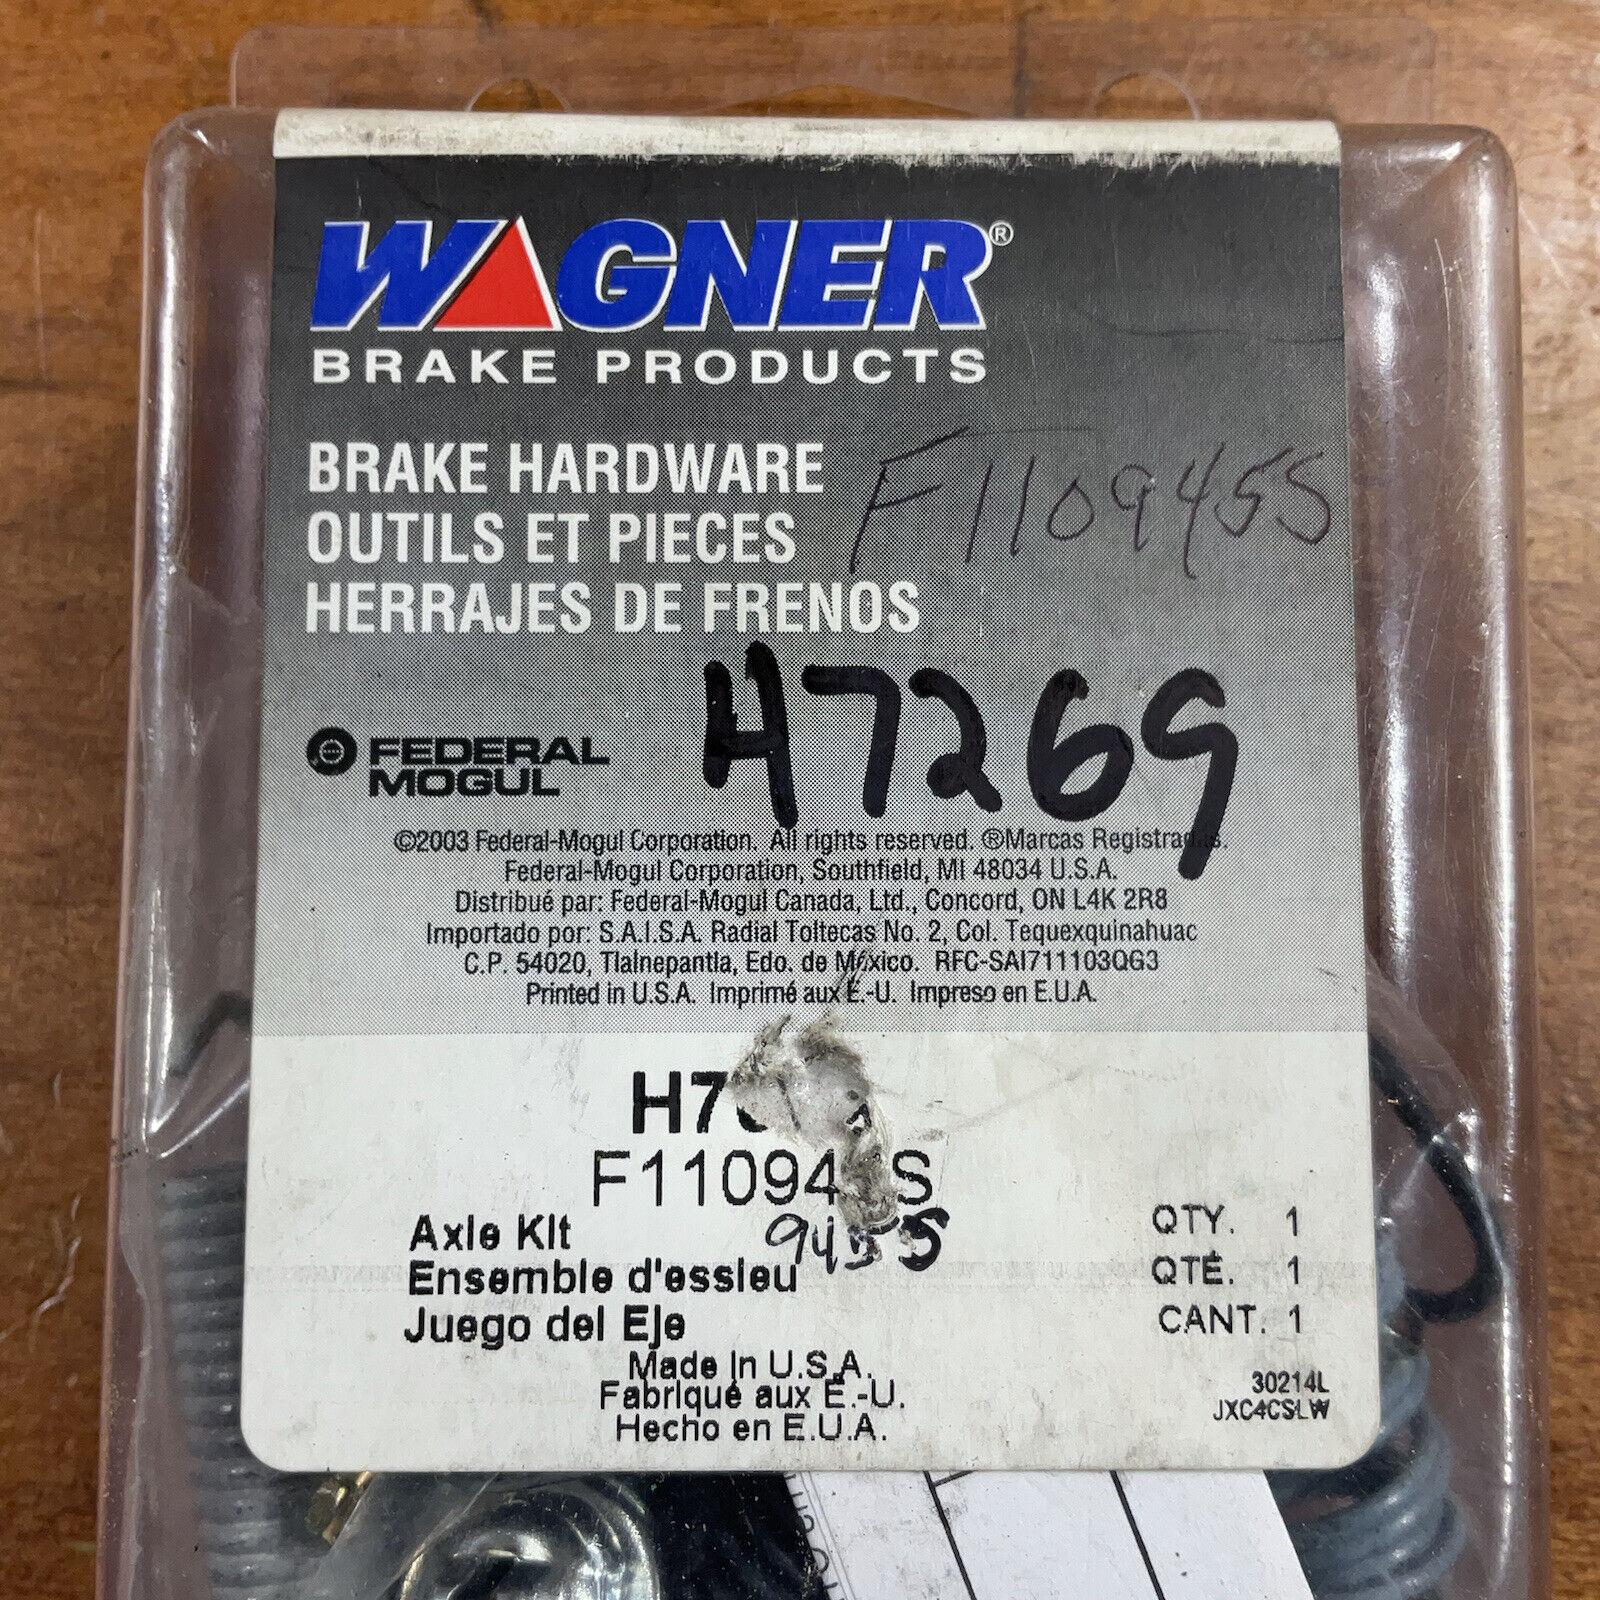 WAGNER®
BRAKE PRODUCTS
BRAKE HARDWARE
OUTILS ET PIECES
HERRAJES DE FRENOS
F110945S
H7269
FEDERAL
MOGUL
©2003 Federal-Mogul Corporation. All rights reserved. ®Marcas Registradas.
Federal-Mogul Corporation, Southfield, MI 48034 U.S.A.
Distribué par: Federal-Mogul Canada, Ltd., Concord, ON L4K 2R8
Importado por: S.A.I.S.A. Radial Toltecas No. 2, Col. Tequexquinahuac
C.P. 54020, Tlalnepantla, Edo. de México. RFC-SAI711103QG3
Printed in U.S.A. Imprimé aux E.-U. Impreso en E.U.A.
Axle Kit
945S
Ensemble d'essieu
Juego del Eje
QTY. 1
QTÉ. 1
CANT. 1
Made in U.S.A.
Fabriqué aux E.-U.
Hecho en E.U.A.
30214L
JXC4CSLW